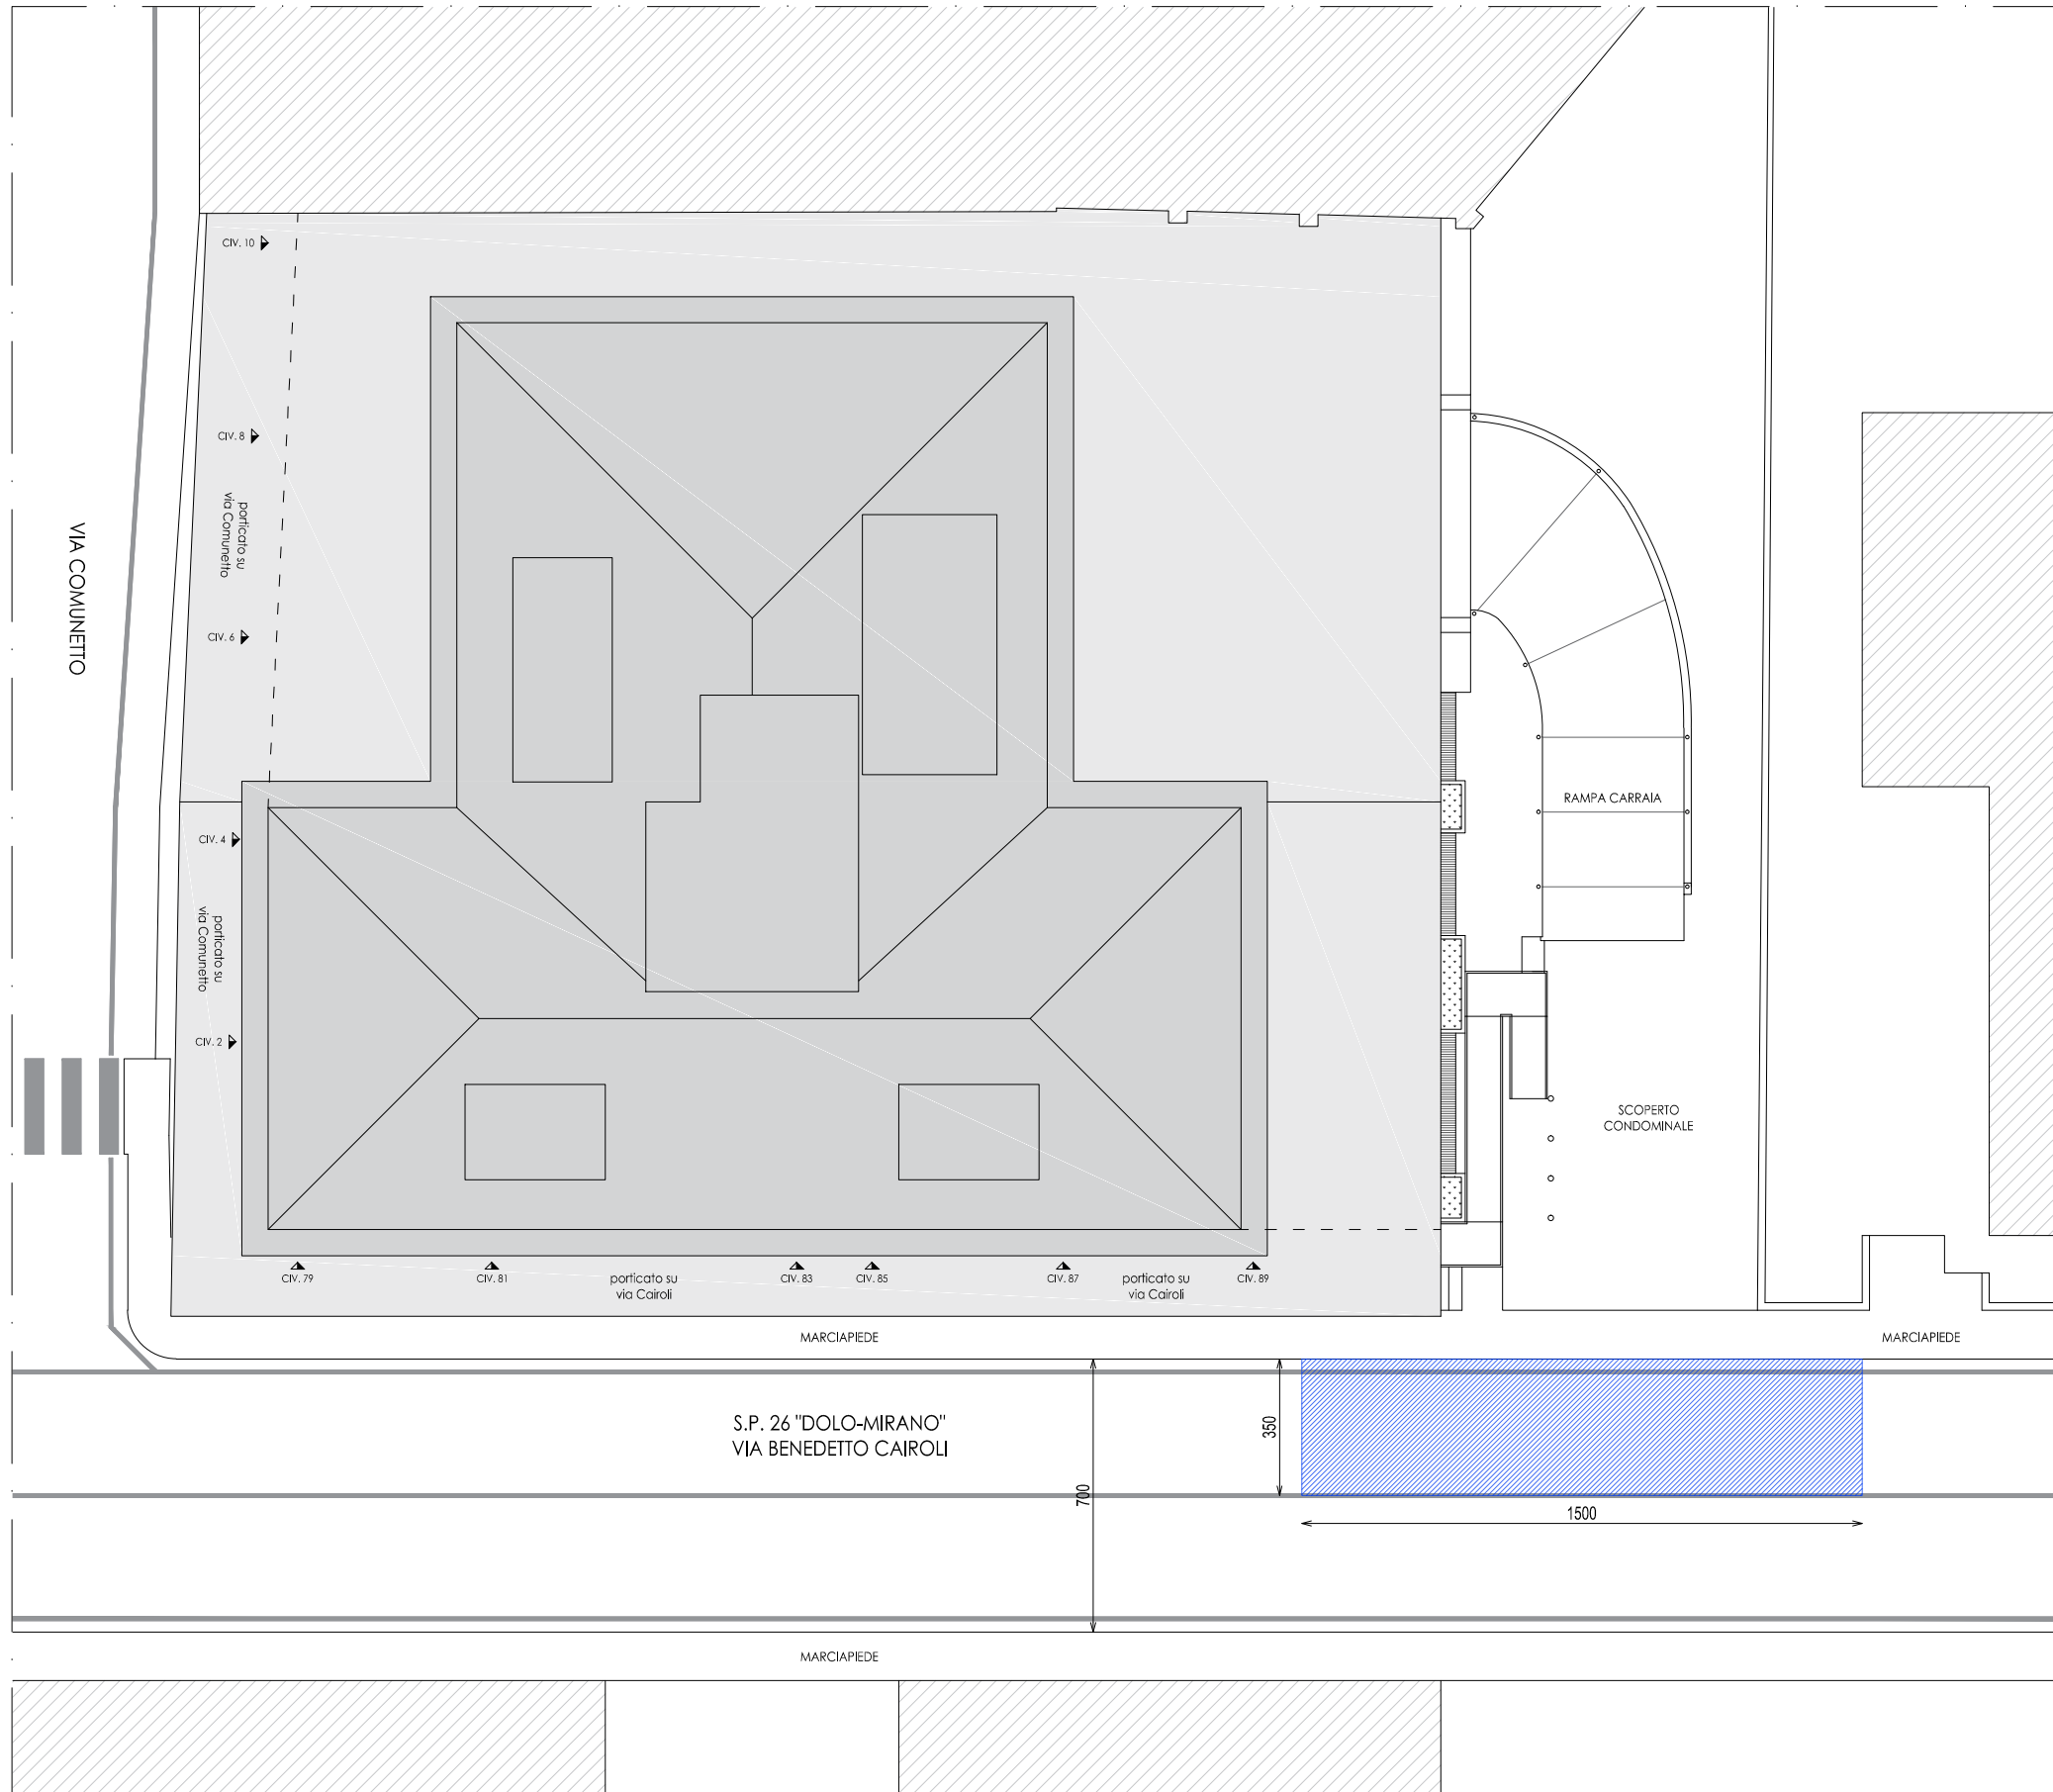 CIV. 10
CIV. 8
porticato su
via Comunetto
VIA COMUNETTO
CIV. 6
CIV. 4
porticato su
via Comunetto
CIV. 2
RAMPA CARRAIA
SCOPERTO
CONDOMINALE
CIV. 79
CIV. 81
porticato su
via Cairoli
CIV. 83
CIV. 85
CIV. 87
porticato su
via Cairoli
CIV. 89
MARCIAPIEDE
MARCIAPIEDE
S.P. 26 "DOLO-MIRANO"
VIA BENEDETTO CAIROLI
350
700
1500
MARCIAPIEDE